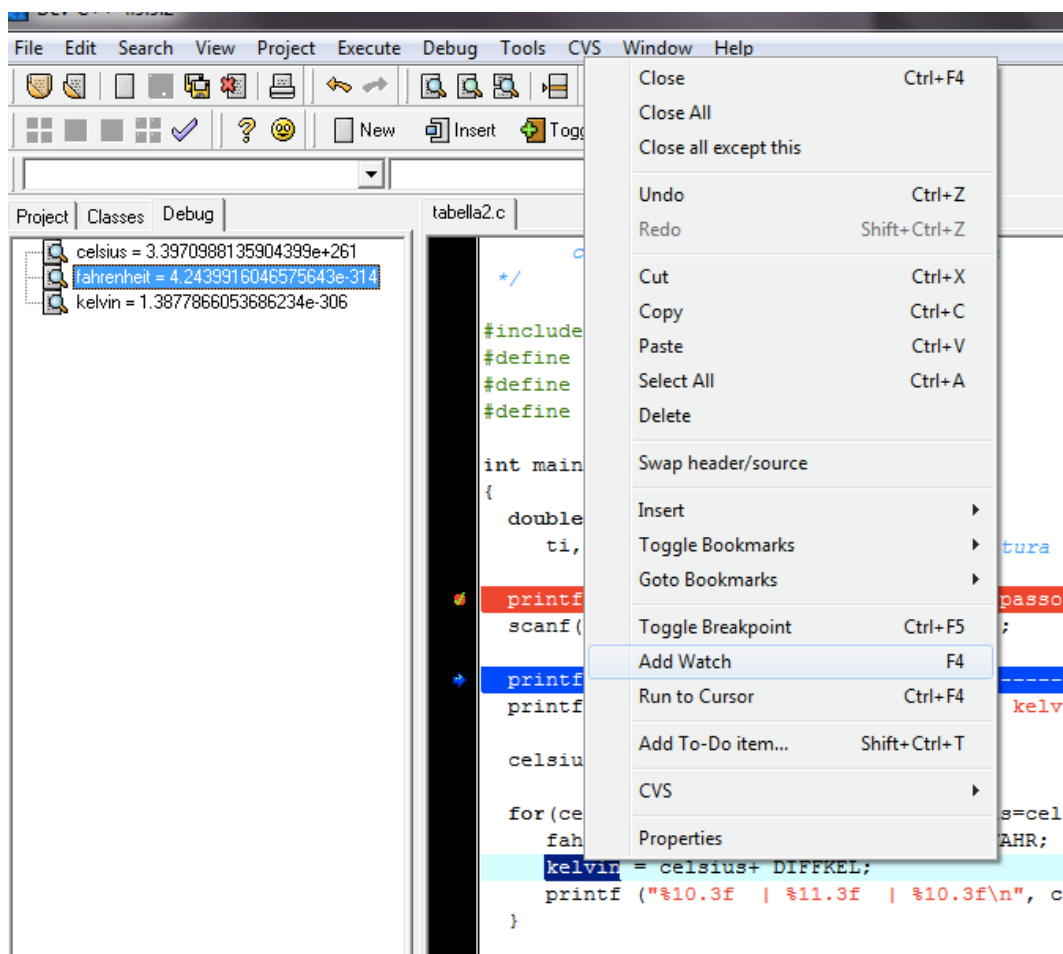 Dev-C++ 4.9.9.2
File Edit Search View Project Execute Debug Tools CVS Window Help
New Insert
Project Classes Debug
tabella2.c
celsius = 3.3970988135904399e+261
fahrenheit = 4.2439916046575643e-314
kelvin = 1.3877866053686234e-306
Close Ctrl+F4
Close All
Close all except this
Undo Ctrl+Z
Redo Shift+Ctrl+Z
Cut Ctrl+X
Copy Ctrl+C
Paste Ctrl+V
Select All Ctrl+A
Delete
Swap header/source
Insert
Toggle Bookmarks
Goto Bookmarks
Toggle Breakpoint Ctrl+F5
Add Watch F4
Run to Cursor Ctrl+F4
Add To-Do item... Shift+Ctrl+T
CVS
Properties
*/
#include
#define
#define
#define
int main
{
double
ti, tura
printf passo
scanf( ;
printf -----
printf kelv
celsiu
for(ce s=cel
fah AHR;
kelvin = celsius+ DIFFKEL;
printf ("%10.3f | %11.3f | %10.3f\n", c
}